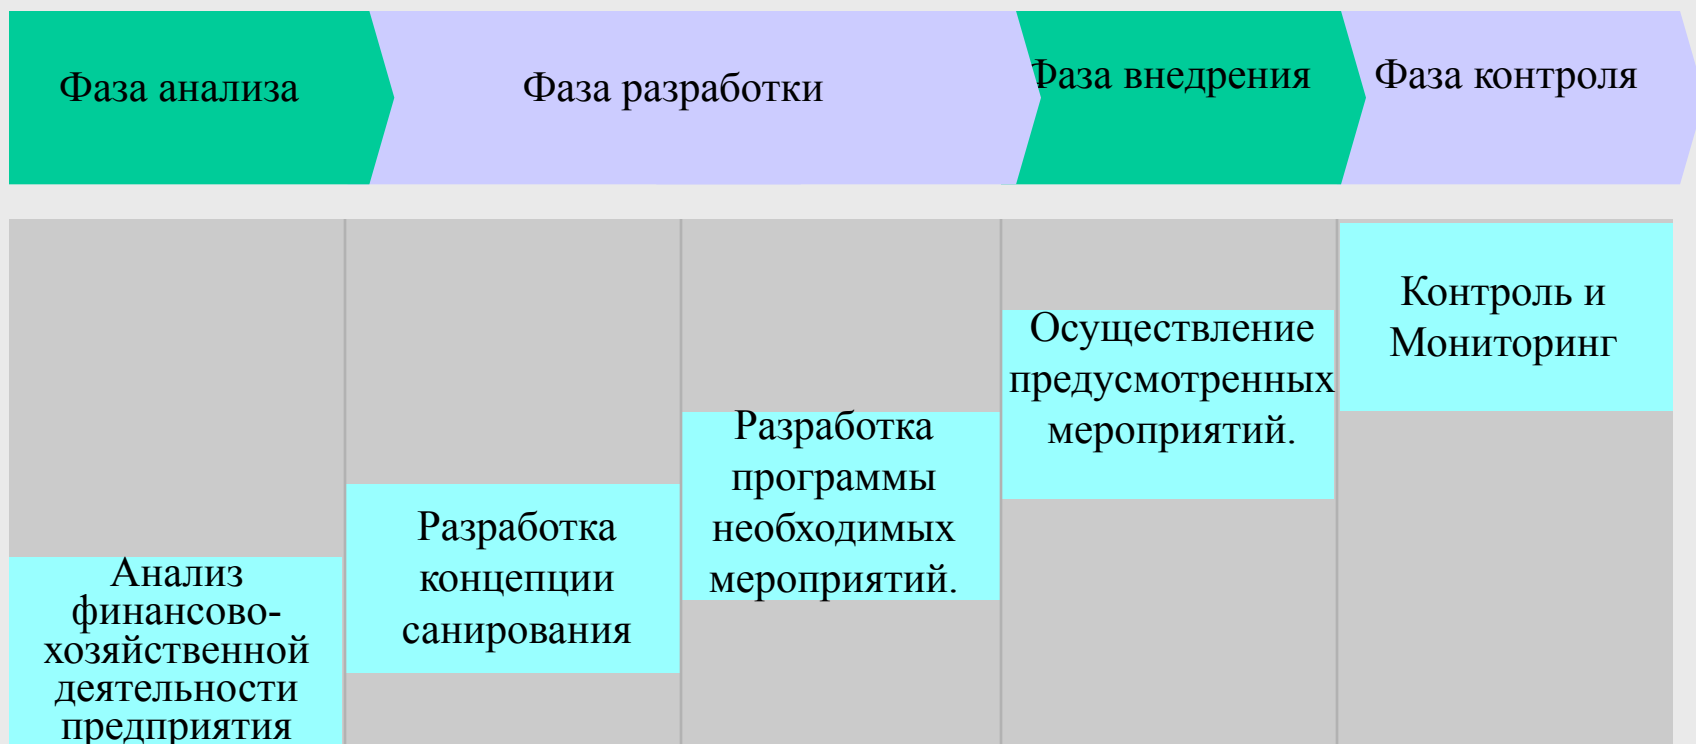 Фаза анализа
Фаза разработки
Фаза внедрения
Фаза контроля
Анализ
финансово-
хозяйственной
деятельности
предприятия
Разработка
концепции
санирования
Разработка
программы
необходимых
мероприятий.
Осуществление
предусмотренных
мероприятий.
Контроль и
Мониторинг